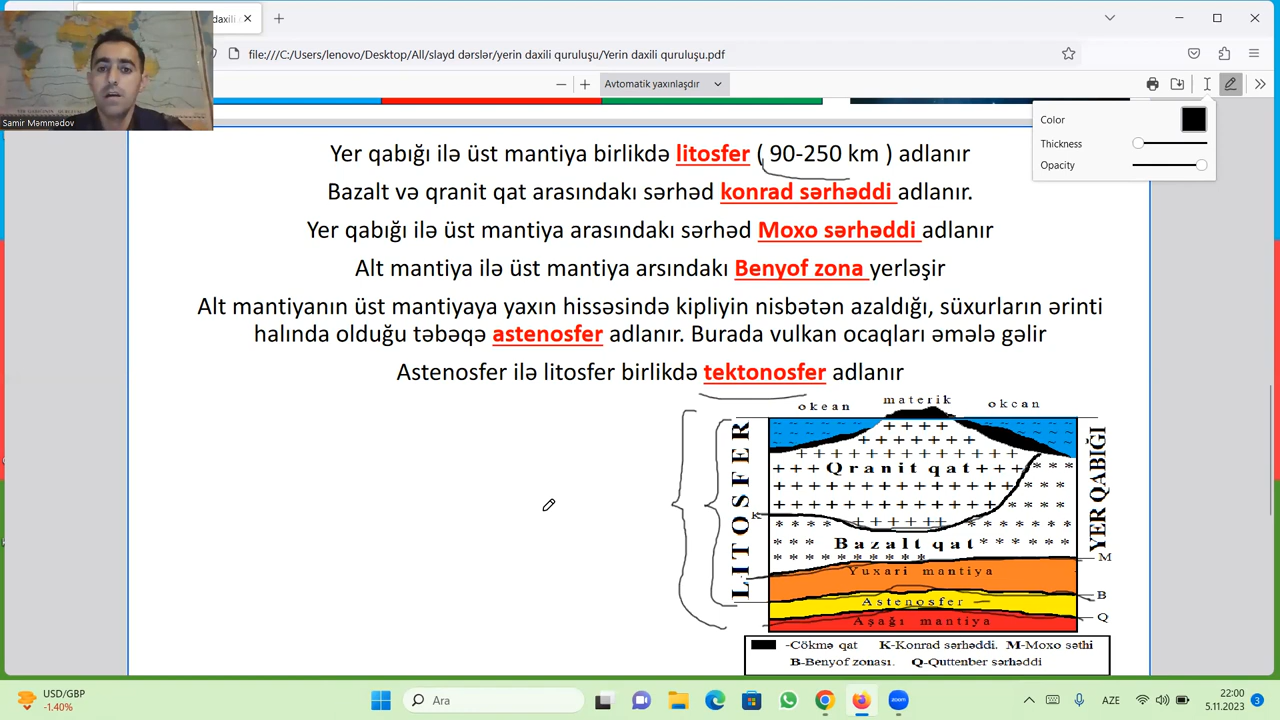 daxili
file:///C:/Users/lenovo/Desktop/All/slayd dərslər/yerin daxili quruluşu/Yerin daxili quruluşu.pdf
Avtomatik yaxınlaşdır
Samir Məmmədov
Color
Thickness
Opacity
Yer qabığı ilə üst mantiya birlikdə litosfer ( 90-250 km ) adlanır
Bazalt və qranit qat arasındakı sərhəd konrad sərhəddi adlanır.
Yer qabığı ilə üst mantiya arasındakı sərhəd Moxo sərhəddi adlanır
Alt mantiya ilə üst mantiya arsındakı Benyof zona yerləşir
Alt mantiyanın üst mantiyaya yaxın hissəsində kipliyin nisbətən azaldığı, süxurların ərinti
halında olduğu təbəqə astenosfer adlanır. Burada vulkan ocaqları əmələ gəlir
Astenosfer ilə litosfer birlikdə tektonosfer adlanır
okean materik okcan
LİTOSFER
YER QABIĞI
Qranit qat
K
Bazalt qat
M
Yuxari mantiya
B
Astenosfer
Q
Aşağı mantiya
-Cökmə qat K-Konrad sərhəddi. M-Moxo səthi
B-Benyof zonası. Q-Quttenber sərhəddi
USD/GBP
-1.40%
Ara
AZE
22:00
5.11.2023
3